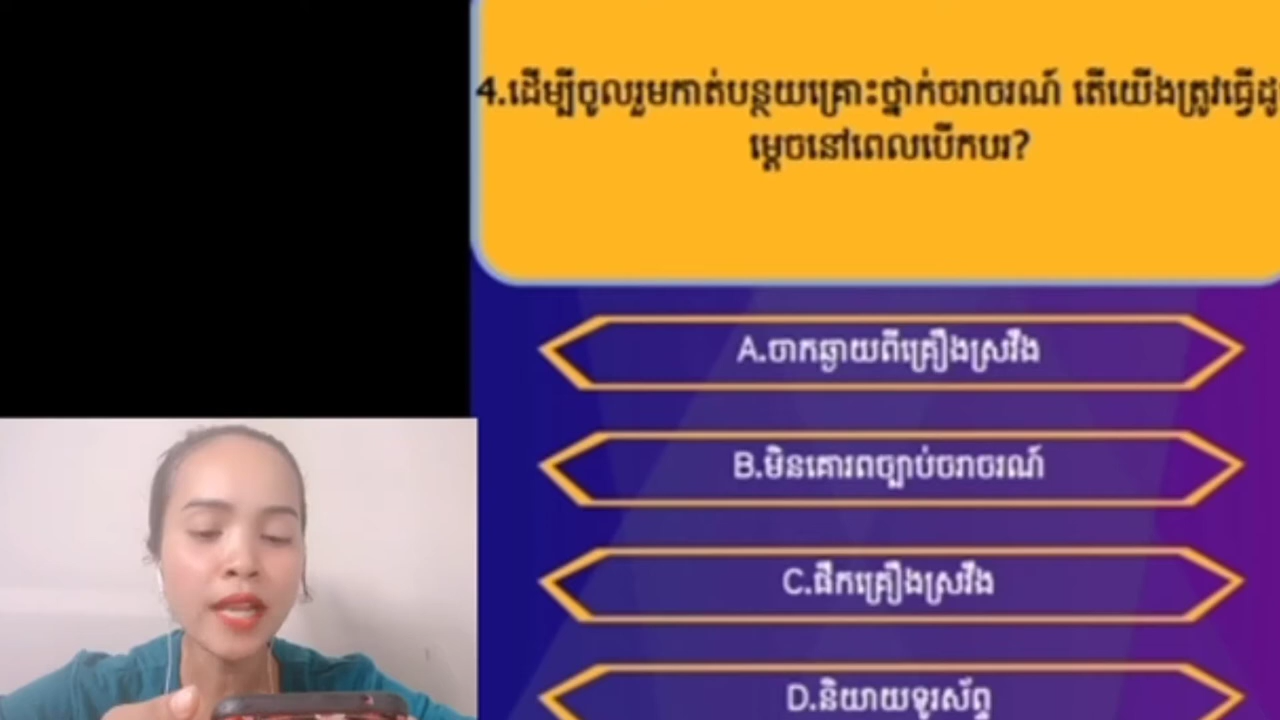 4.ដើម្បីចូលរួមកាត់បន្ថយគ្រោះថ្នាក់ចរាចរណ៍ តើយើងត្រូវធ្វើដូ
ម្តេចនៅពេលបើកបរ?
A.ចាកឆ្ងាយពីគ្រឿងស្រវឹង
B.មិនគោរពច្បាប់ចរាចរណ៍
C.ផឹកគ្រឿងស្រវឹង
D.និយាយទូរស័ព្ទ